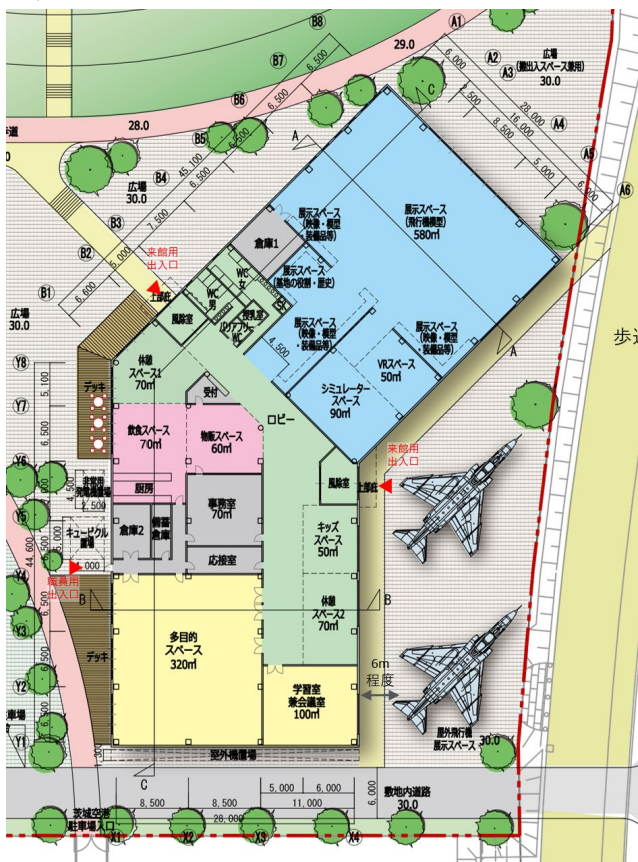 B8
A1
29.0
6,000
A2
A3
広場
(搬出入スペース兼用)
30.0
B7
6,500
B6
6,500
28.0
2,500
28,000
16,000
8,500
A4
B5
C
A
5,000
A5
6,000
A6
広場
30.0
B4
45,100
6,500
6,500
7,500
B3
B2
5,000
B1
6,600
広場
30.0
来館用
出入口
上部庇
風除室
WC
男
WC
女
倉庫1
授乳室
バリアフリー
WC
SK
展示スペース
(映像・模型
・装備品等)
展示スペース
(飛行機模型)
580㎡
展示スペース
(基地の役割・歴史)
展示スペース
(映像・模型
・装備品等)
展示スペース
(映像・模型
・装備品等)
4,500
VRスペース
50㎡
シミュレーター
スペース
90㎡
A
歩道
Y8
5,100
Y7
6,500
デッキ
休憩
スペース1
70㎡
受付
ロビー
飲食スペース
70㎡
物販スペース
60㎡
来館用
出入口
風除室
上部庇
Y6
非常用
発電機置場
4,500
2,500
厨房
事務室
70㎡
キッズ
スペース
50㎡
Y5
キュービクル
置場
5,000
44,600
倉庫2
備蓄
倉庫
応接室
Y4
職員用
出入口
B
B
休憩
スペース2
70㎡
6,500
Y3
多目的
スペース
320㎡
デッキ
6,500
Y2
学習室
兼会議室
100㎡
6m
程度
6,500
Y1
屋外飛行機
展示スペース
30.0
室外機置場
C
5,000
6,000
8,500
8,500
11,000
28,000
6,000
敷地内道路
30.0
茨城空港
駐車場入口
X1
X2
X3
X4